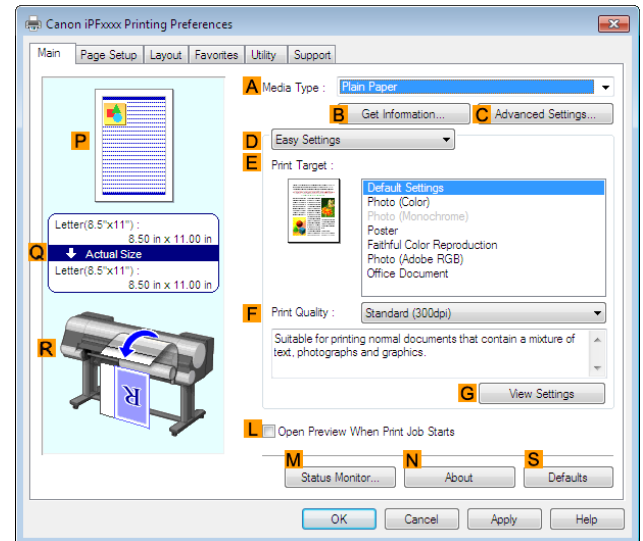 Canon iPFxxxx Printing Preferences
Main Page Setup Layout Favorites Utility Support
A Media Type : Plain Paper
B Get Information... C Advanced Settings...
D Easy Settings
E Print Target :
Default Settings
Photo (Color)
Photo (Monochrome)
Poster
Faithful Color Reproduction
Photo (Adobe RGB)
Office Document
P
Letter(8.5"x11") :
8.50 in x 11.00 in
Q Actual Size
Letter(8.5"x11") :
8.50 in x 11.00 in
F Print Quality : Standard (300dpi)
Suitable for printing normal documents that contain a mixture of
text, photographs and graphics.
R
R
G View Settings
L Open Preview When Print Job Starts
M N S
Status Monitor... About Defaults
OK Cancel Apply Help